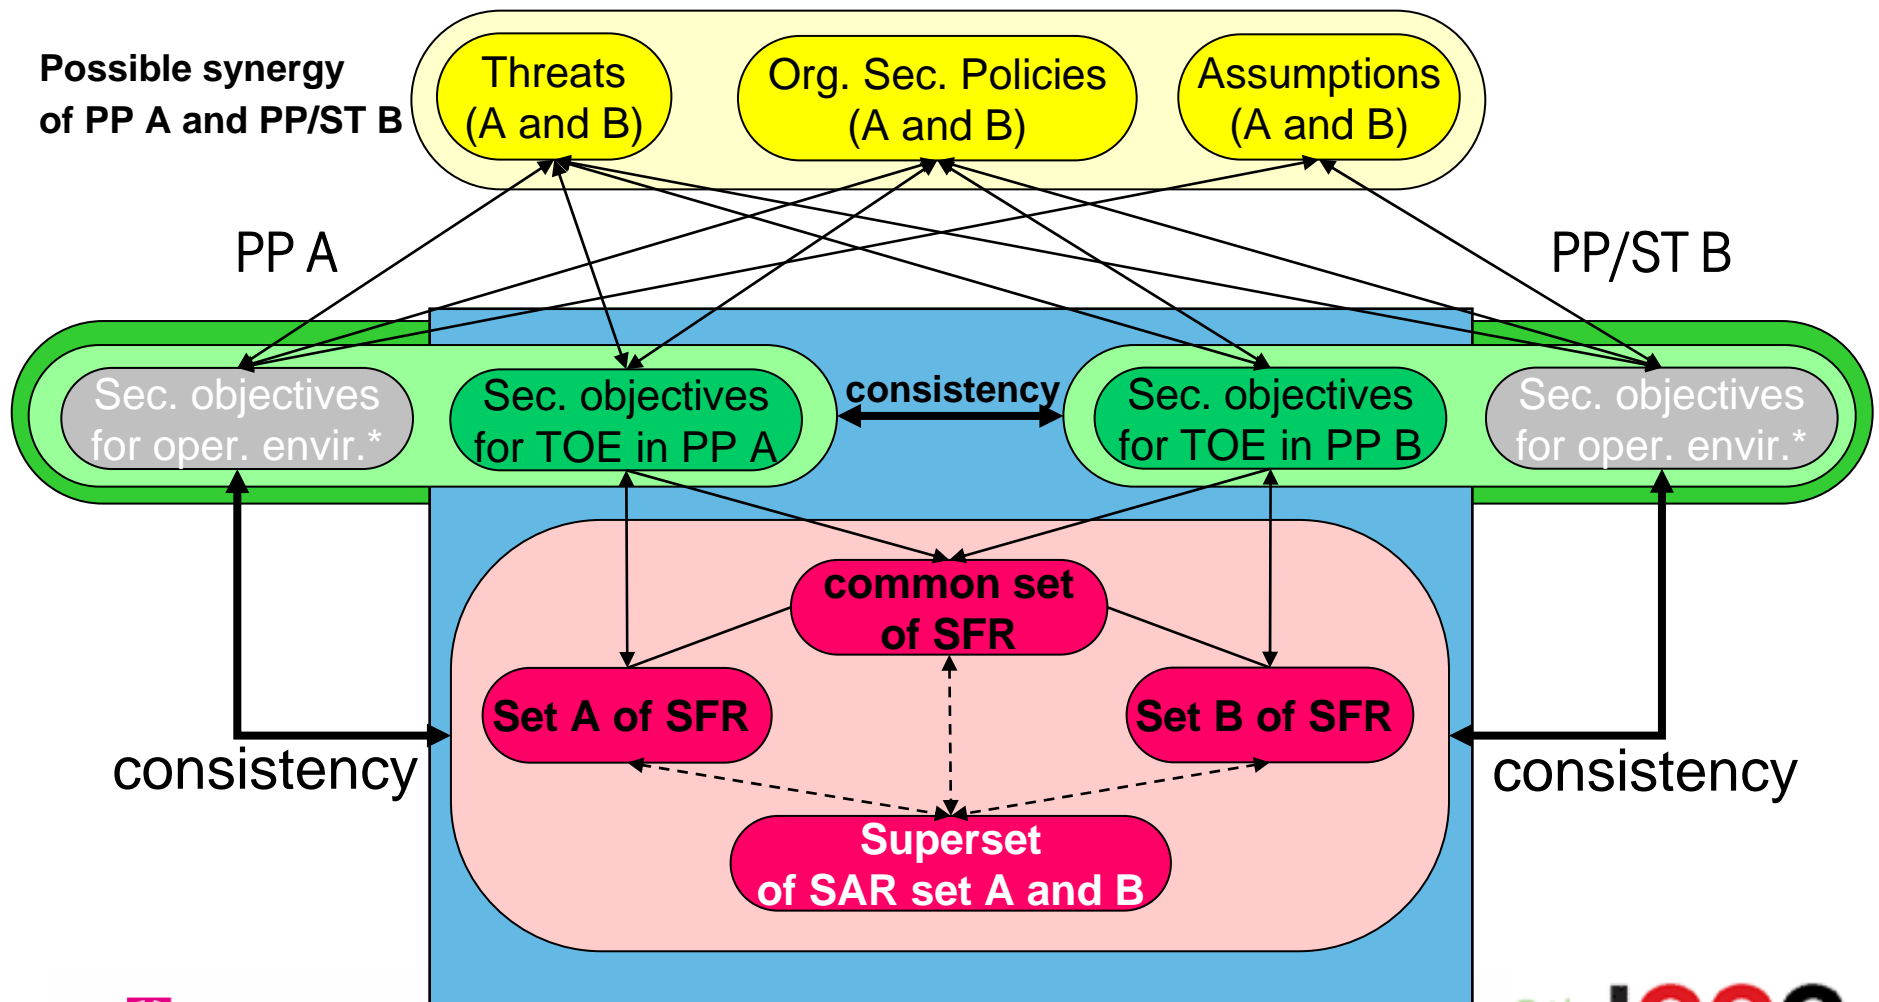 Possible synergy
of PP A and PP/ST B
Threats
(A and B)
Org. Sec. Policies
(A and B)
Assumptions
(A and B)
PP A
PP/ST B
Sec. objectives
for oper. envir.*
Sec. objectives
for TOE in PP A
consistency
Sec. objectives
for TOE in PP B
Sec. objectives
for oper. envir.*
common set
of SFR
Set A of SFR
Set B of SFR
consistency
consistency
Superset
of SAR set A and B